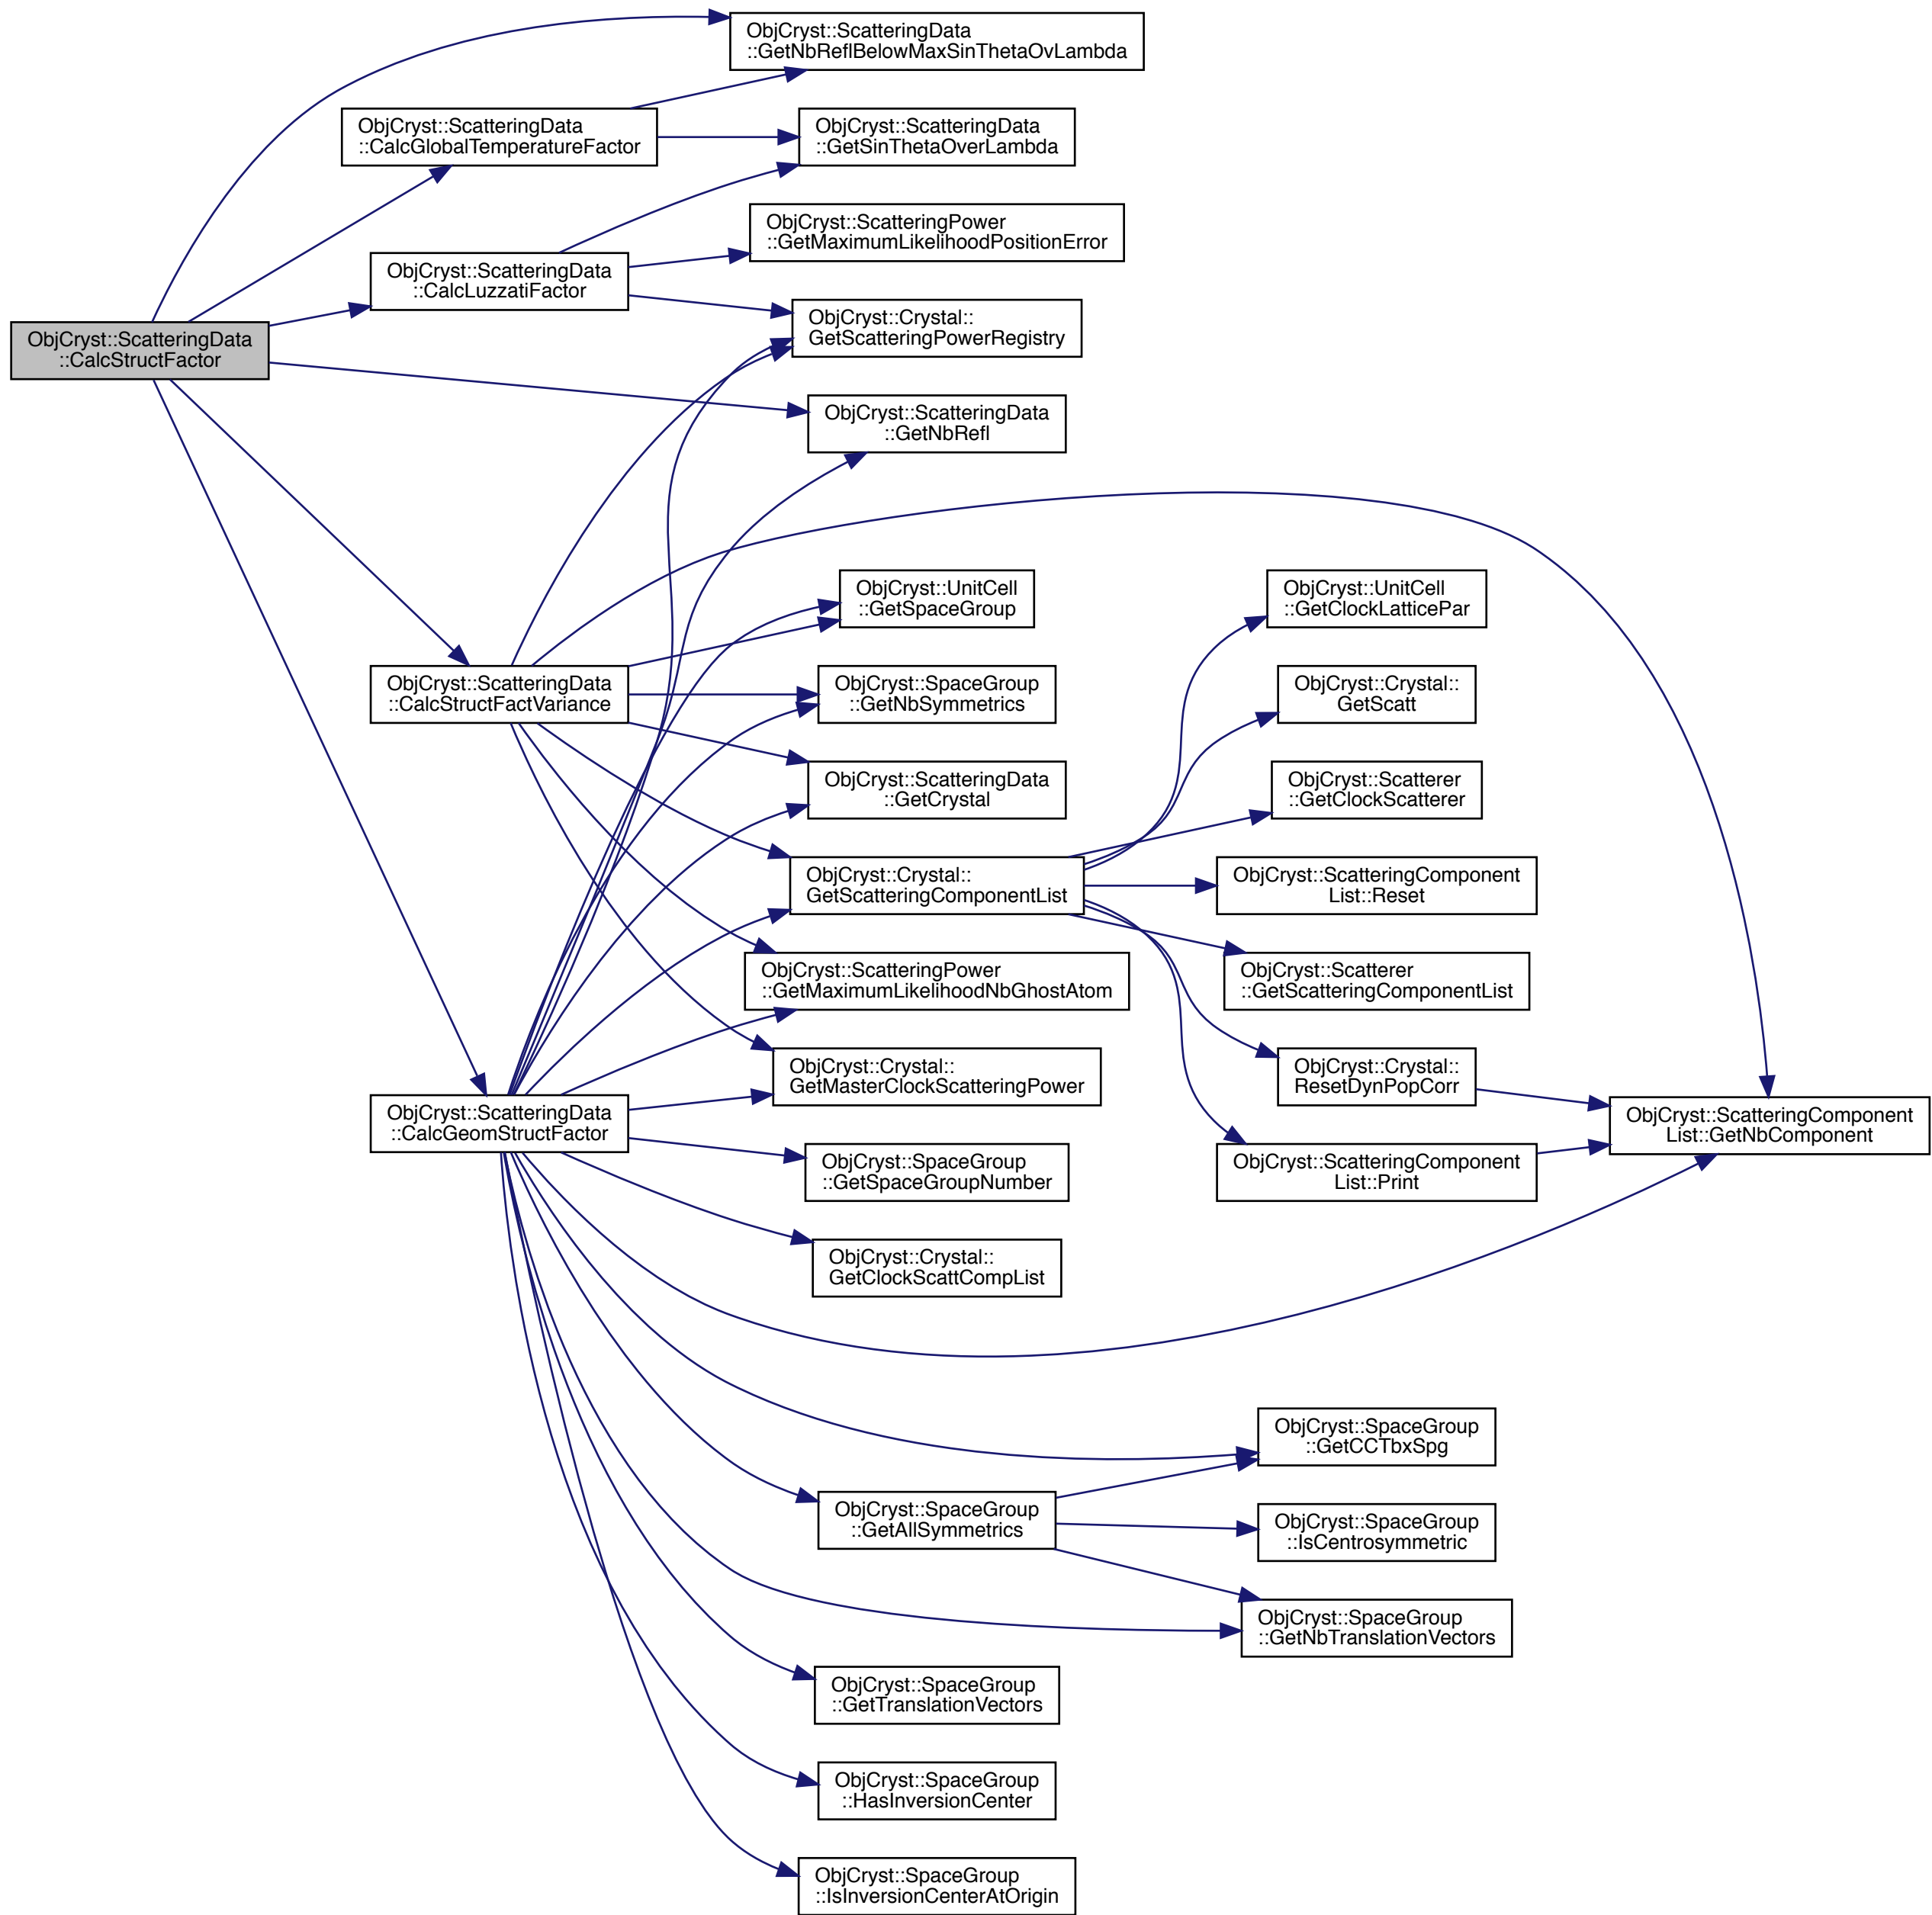 ObjCryst::ScatteringData
::GetNbReflBelowMaxSinThetaOvLambda
ObjCryst::ScatteringData
::CalcGlobalTemperatureFactor
ObjCryst::ScatteringData
::GetSinThetaOverLambda
ObjCryst::ScatteringPower
::GetMaximumLikelihoodPositionError
ObjCryst::ScatteringData
::CalcLuzzatiFactor
ObjCryst::Crystal::
GetScatteringPowerRegistry
ObjCryst::ScatteringData
::CalcStructFactor
ObjCryst::ScatteringData
::GetNbRefl
ObjCryst::UnitCell
::GetSpaceGroup
ObjCryst::UnitCell
::GetClockLatticePar
ObjCryst::ScatteringData
::CalcStructFactVariance
ObjCryst::SpaceGroup
::GetNbSymmetrics
ObjCryst::Crystal::
GetScatt
ObjCryst::ScatteringData
::GetCrystal
ObjCryst::Scatterer
::GetClockScatterer
ObjCryst::Crystal::
GetScatteringComponentList
ObjCryst::ScatteringComponent
List::Reset
ObjCryst::ScatteringPower
::GetMaximumLikelihoodNbGhostAtom
ObjCryst::Scatterer
::GetScatteringComponentList
ObjCryst::Crystal::
GetMasterClockScatteringPower
ObjCryst::Crystal::
ResetDynPopCorr
ObjCryst::ScatteringData
::CalcGeomStructFactor
ObjCryst::ScatteringComponent
List::GetNbComponent
ObjCryst::SpaceGroup
::GetSpaceGroupNumber
ObjCryst::ScatteringComponent
List::Print
ObjCryst::Crystal::
GetClockScattCompList
ObjCryst::SpaceGroup
::GetCCTbxSpg
ObjCryst::SpaceGroup
::GetAllSymmetrics
ObjCryst::SpaceGroup
::IsCentrosymmetric
ObjCryst::SpaceGroup
::GetNbTranslationVectors
ObjCryst::SpaceGroup
::GetTranslationVectors
ObjCryst::SpaceGroup
::HasInversionCenter
ObjCryst::SpaceGroup
::IsInversionCenterAtOrigin